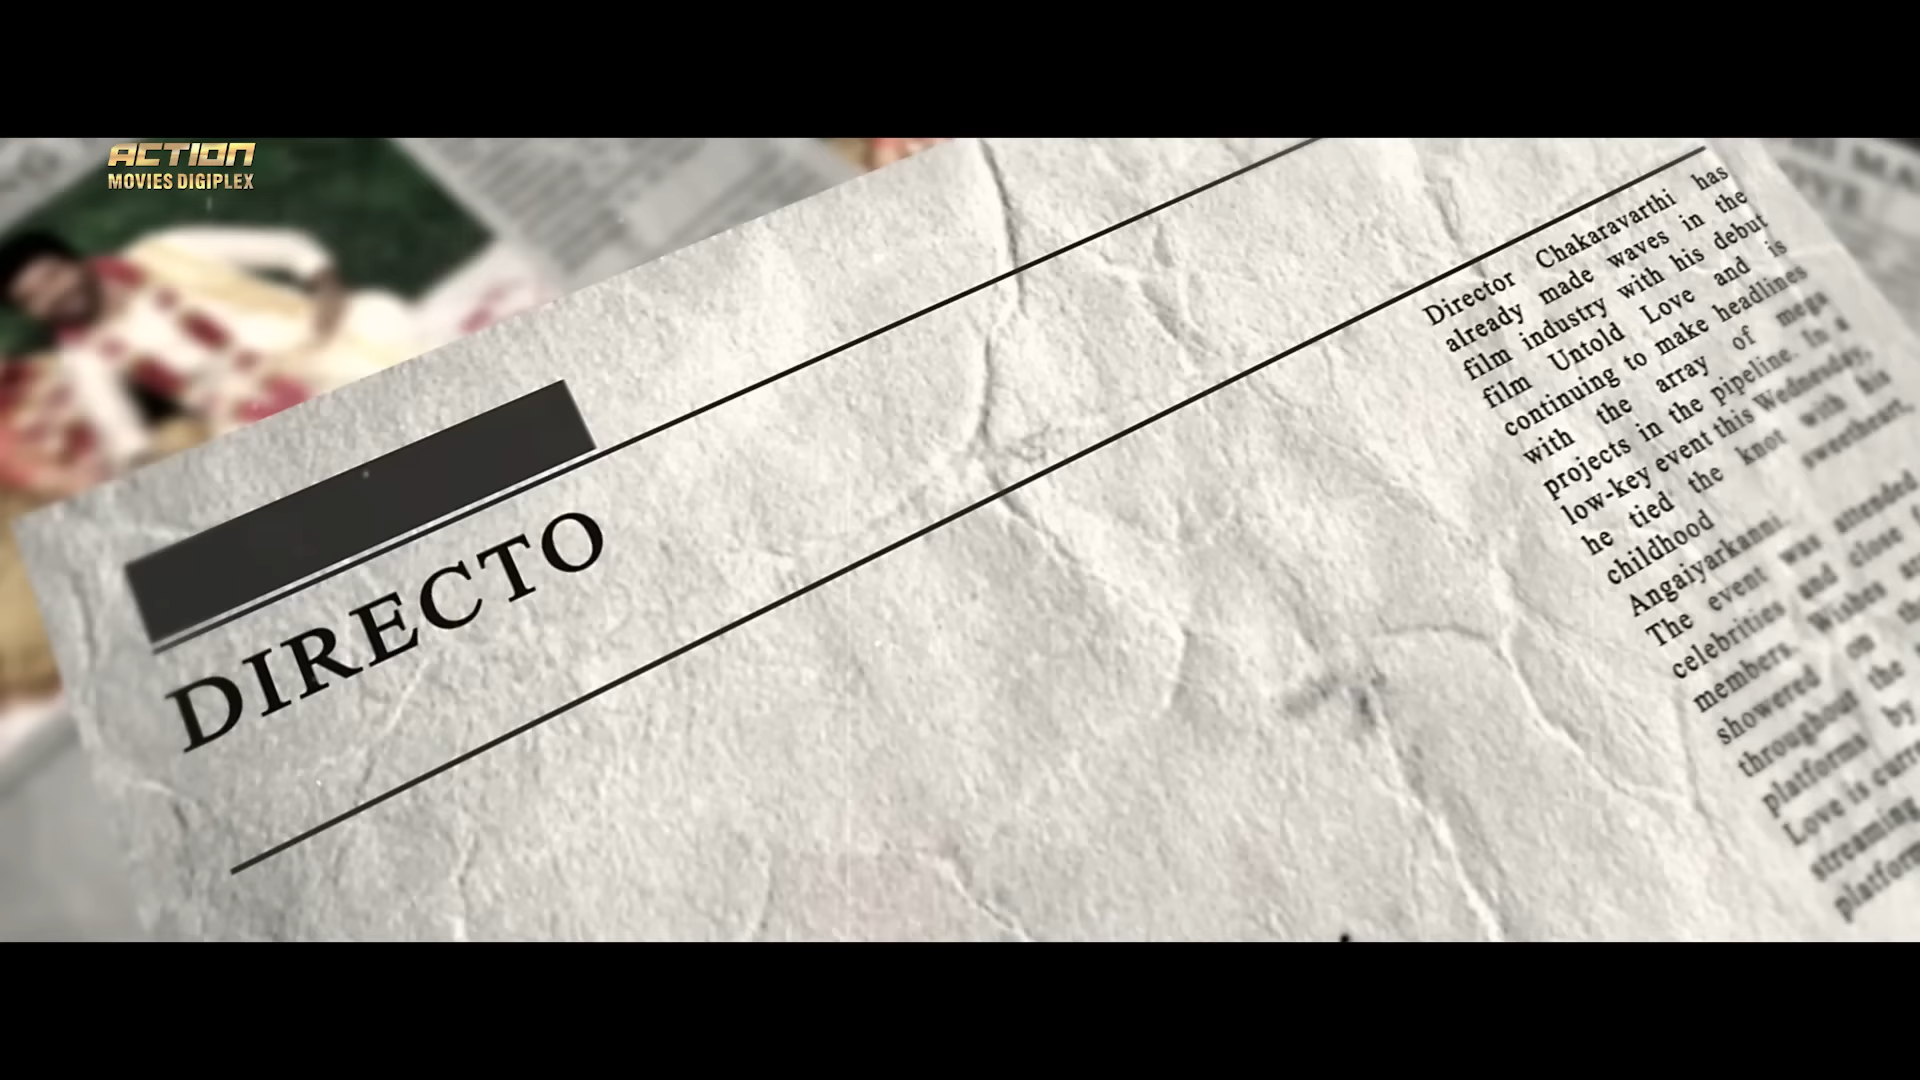 ACTION
MOVIES DIGIPLEX
DIRECTO
Director Chakaravarthi has
already made waves in the
film industry with his debut
film Untold Love and is
continuing to make headlines
with the array of mega
projects in the pipeline. In a
low-key event this Wednesday,
he tied the knot with his
childhood sweetheart,
Angaiyarkanni.
The event was attended
celebrities and close
members. Wishes
showered on
throughout the
platforms by
Love is
streaming